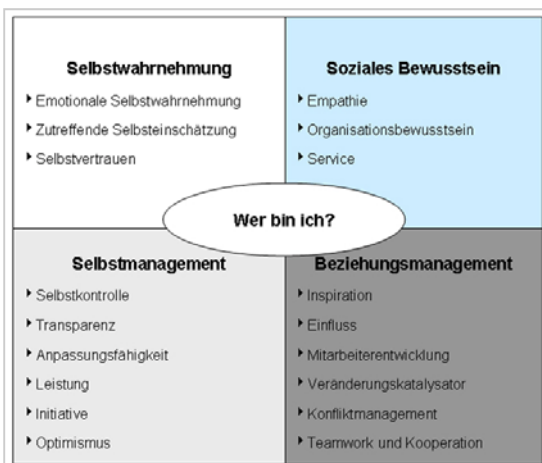 Selbstwahrnehmung
Emotionale Selbstwahrnehmung
Zutreffende Selbsteinschätzung
Selbstvertrauen
Soziales Bewusstsein
Empathie
Organisationsbewusstsein
Service
Wer bin ich?
Selbstmanagement
Selbstkontrolle
Transparenz
Anpassungsfähigkeit
Leistung
Initiative
Optimismus
Beziehungsmanagement
Inspiration
Einfluss
Mitarbeiterentwicklung
Veränderungskatalysator
Konfliktmanagement
Teamwork und Kooperation